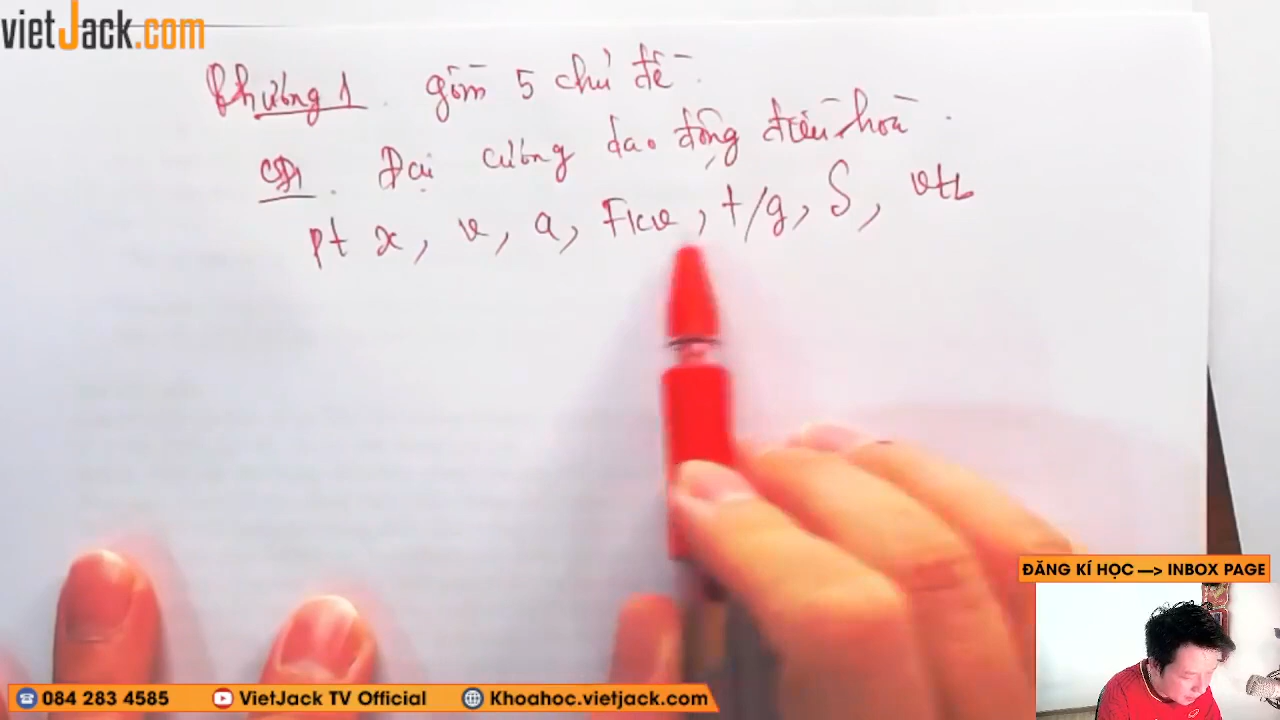 vietJack.com
Chương 1. gồm 5 chủ đề.
CĐ1. Đại cương dao động điều hoà.
pt x, v, a, Fkv, t/g, S, vtb
ĐĂNG KÍ HỌC —> INBOX PAGE
084 283 4585 VietJack TV Official Khoahoc.vietjack.com